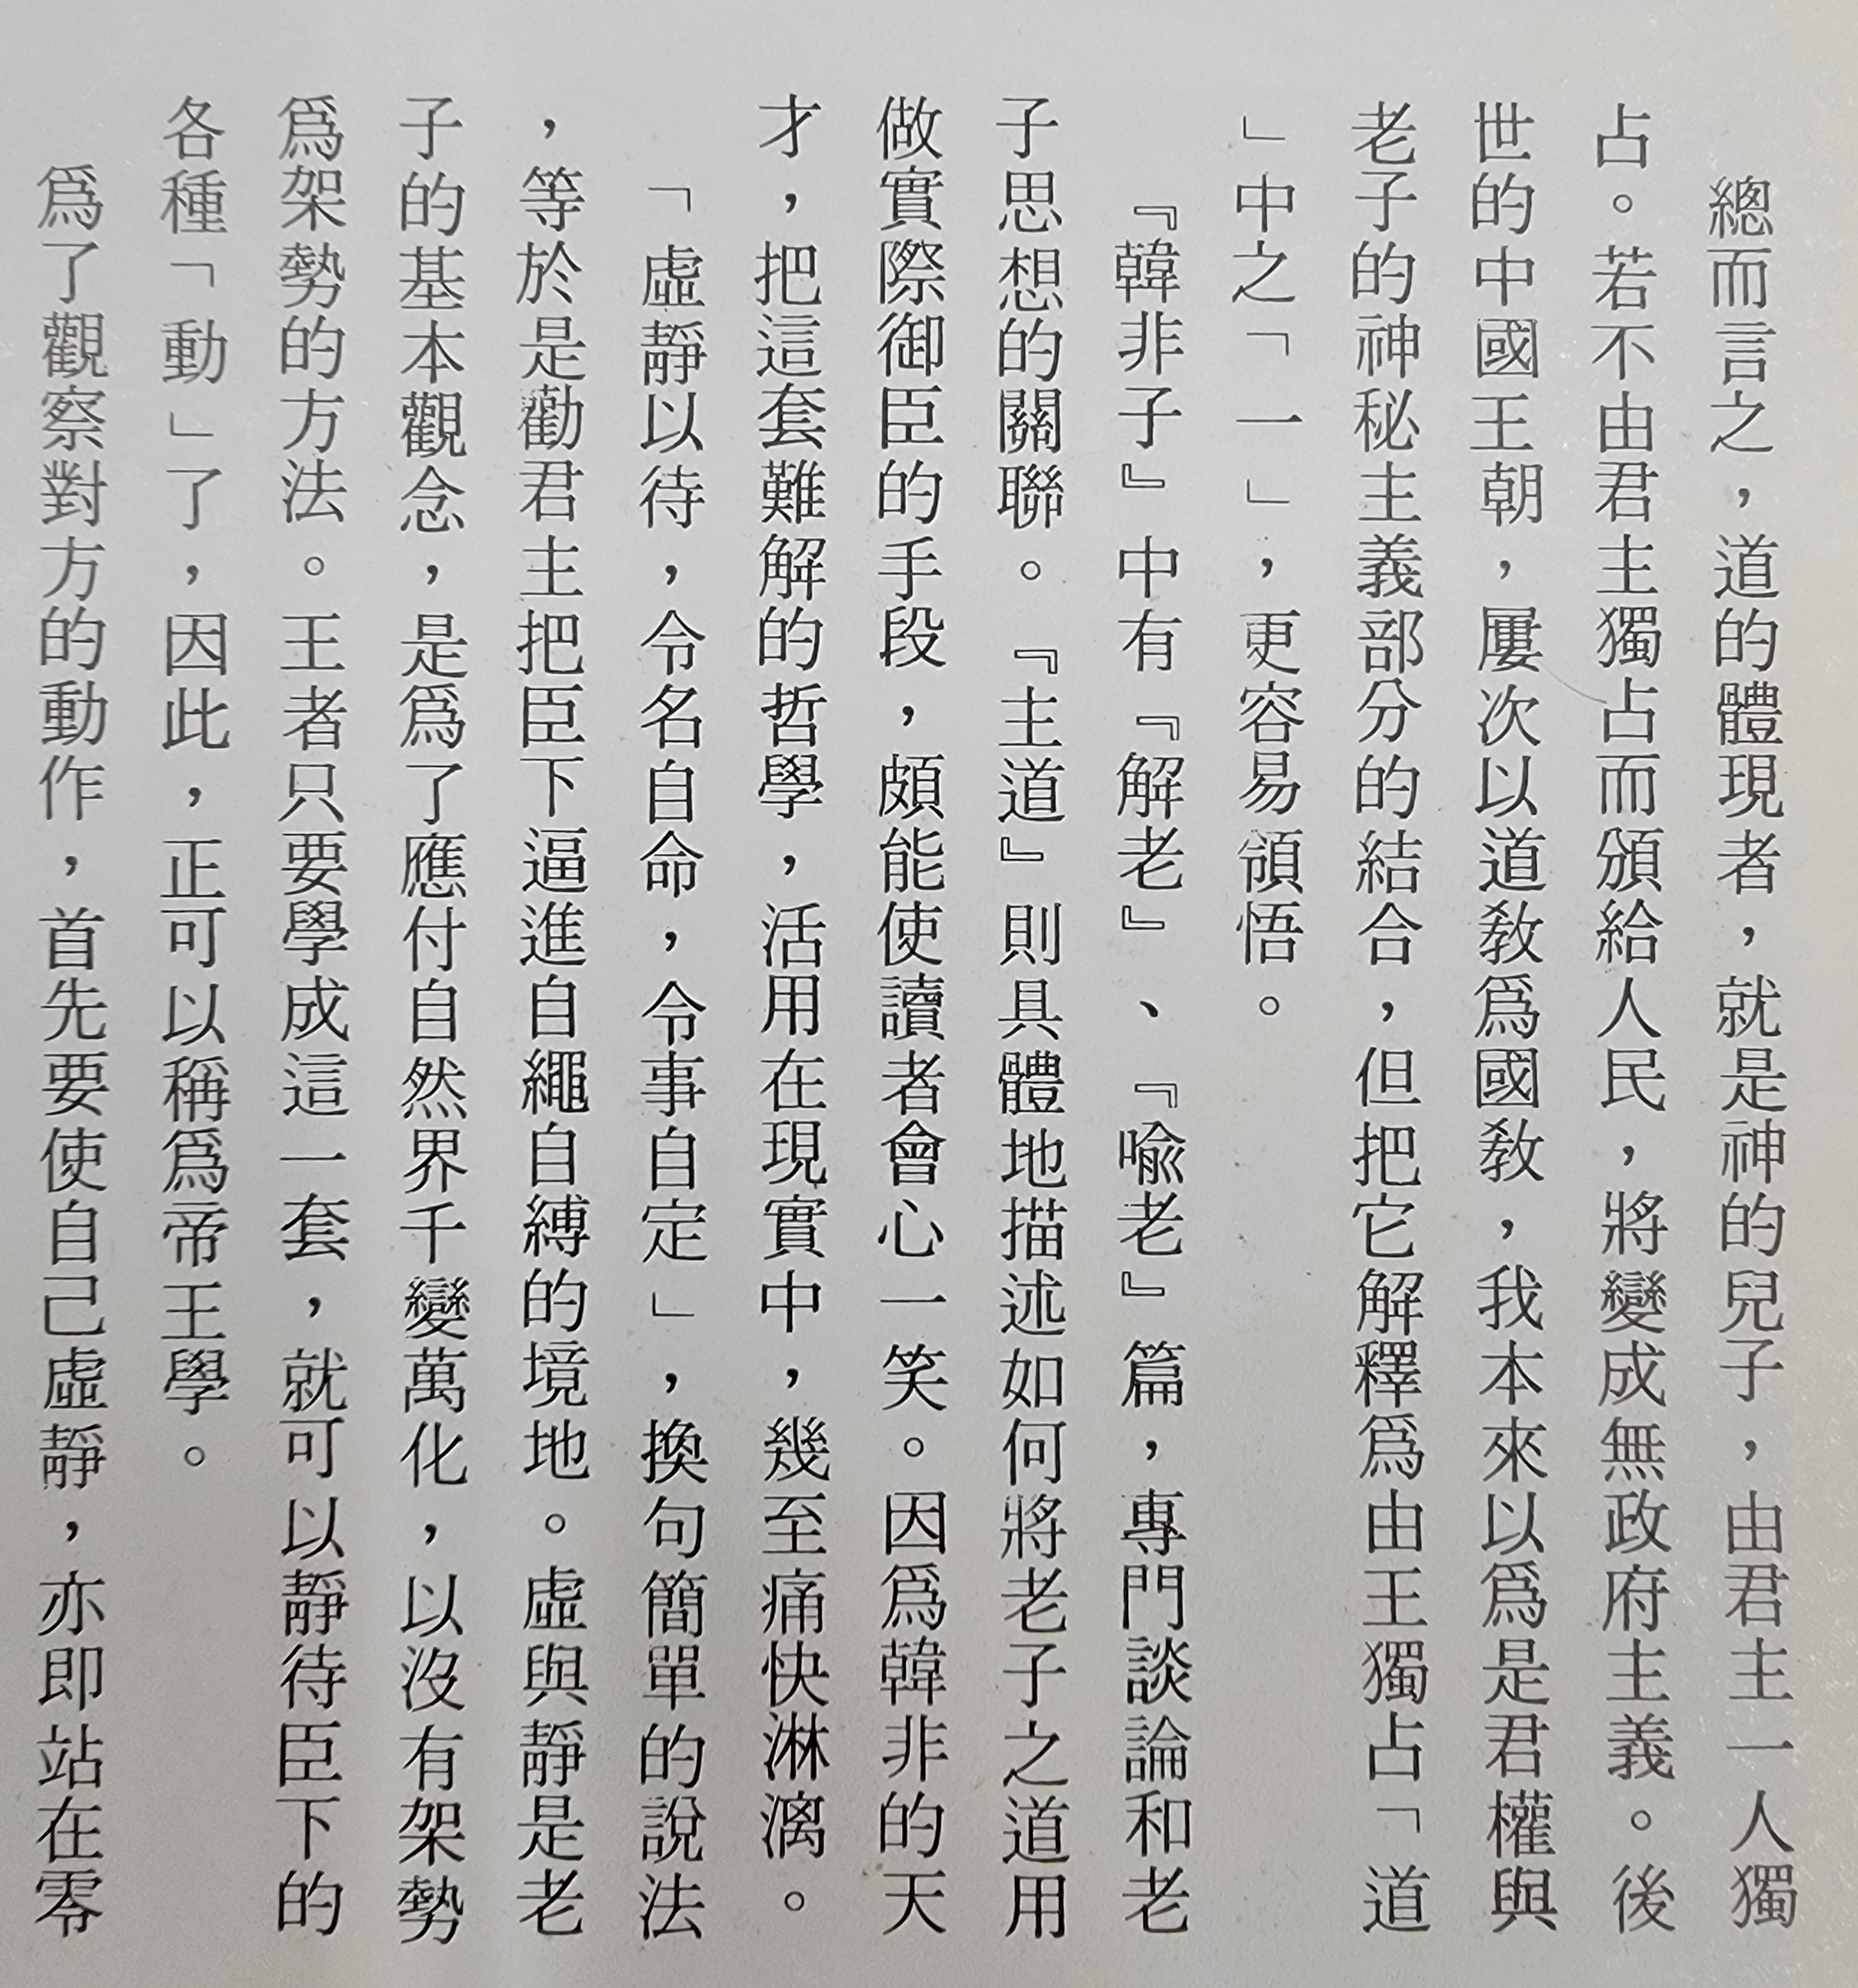 總而言之，道的體現者，就是神的兒子，由君主一人獨
占。若不由君主獨占而頒給人民，將變成無政府主義。後
世的中國王朝，屢次以道教爲國教，我本來以爲是君權與
老子的神秘主義部分的結合，但把它解釋爲由王獨占「道
」中之「一」，更容易領悟。
『韓非子』中有『解老』、『喻老』篇，專門談論和老
子思想的關聯。『主道』則具體地描述如何將老子之道用
做實際御臣的手段，頗能使讀者會心一笑。因爲韓非的天
才，把這套難解的哲學，活用在現實中，幾至痛快淋漓。
「虛靜以待，令名自命，令事自定」，換句簡單的說法
，等於是勸君主把臣下逼進自繩自縛的境地。虛與靜是老
子的基本觀念，是爲了應付自然界千變萬化，以沒有架勢
爲架勢的方法。王者只要學成這一套，就可以靜待臣下的
各種「動」了，因此，正可以稱爲帝王學。
爲了觀察對方的動作，首先要使自己虛靜，亦即站在零